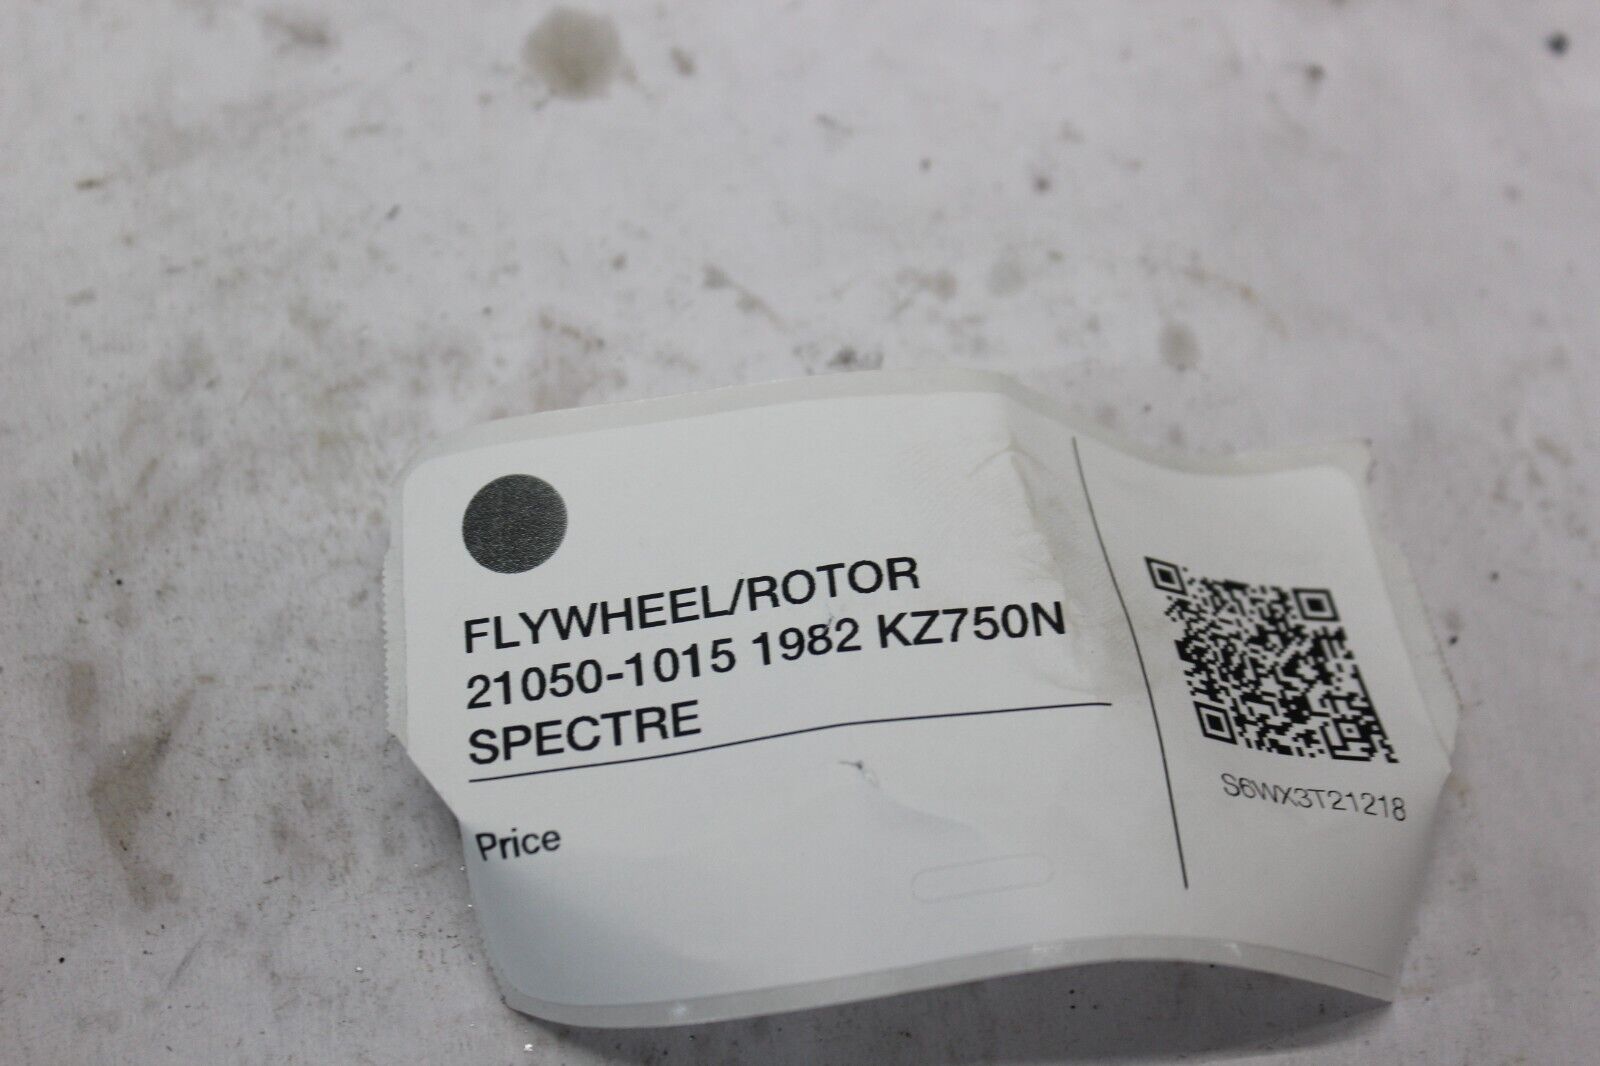 FLYWHEEL/ROTOR
21050-1015 1982 KZ750N
SPECTRE
Price
S6WX3T21218